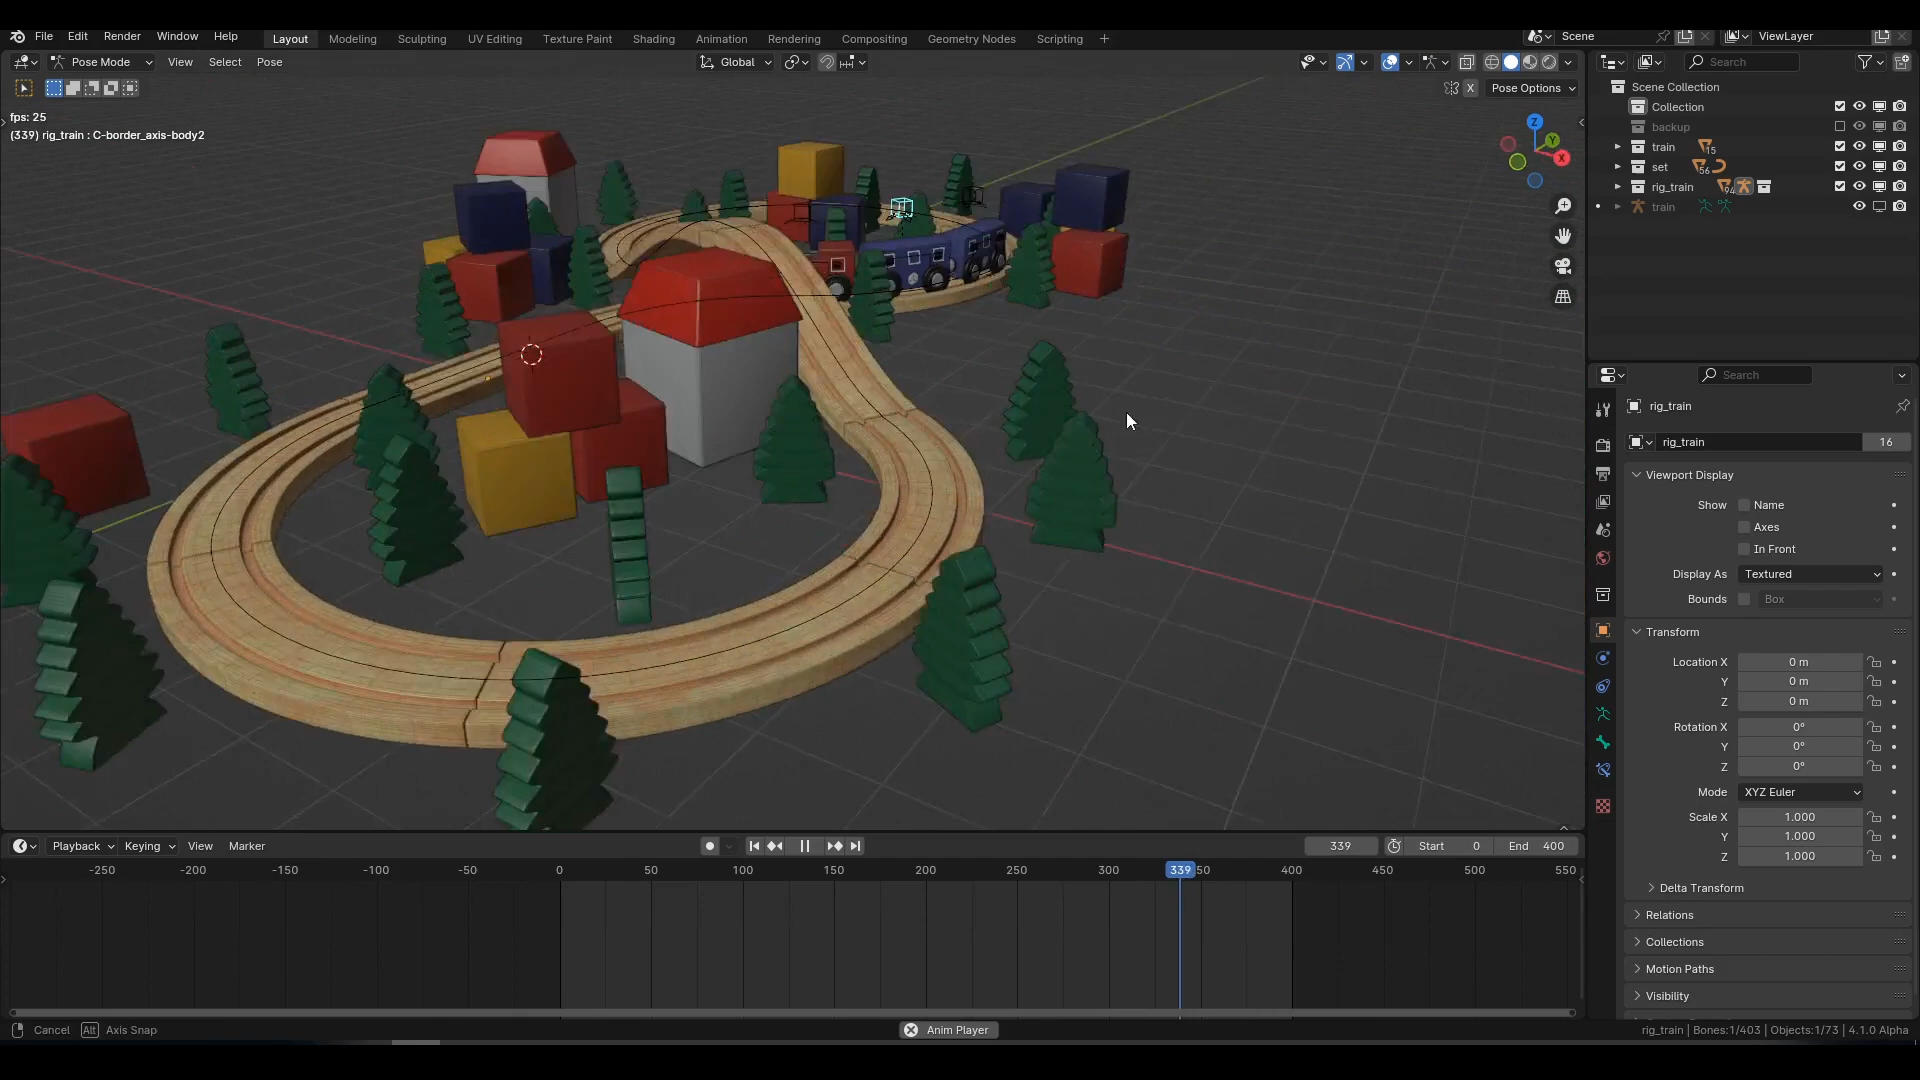 File Edit Render Window Help Layout Modeling Sculpting UV Editing Texture Paint Shading Animation Rendering Compositing Geometry Nodes Scripting + Scene ViewLayer
Pose Mode View Select Pose Global Search
X Pose Options
Scene Collection
Collection
backup
train 15
set 56
rig_train 94
train
fps: 25
(339) rig_train : C-border_axis-body2
Z
Y
X
Search
rig_train
rig_train 16
Viewport Display
Show Name
Axes
In Front
Display As Textured
Bounds Box
Transform
Location X 0 m
Y 0 m
Z 0 m
Rotation X 0°
Y 0°
Z 0°
Mode XYZ Euler
Scale X 1.000
Y 1.000
Z 1.000
Delta Transform
Relations
Collections
Motion Paths
Visibility
Playback Keying View Marker 339 Start 0 End 400
-250 -200 -150 -100 -50 0 50 100 150 200 250 300 339 50 400 450 500 550
Cancel Alt Axis Snap Anim Player rig_train | Bones:1/403 | Objects:1/73 | 4.1.0 Alpha